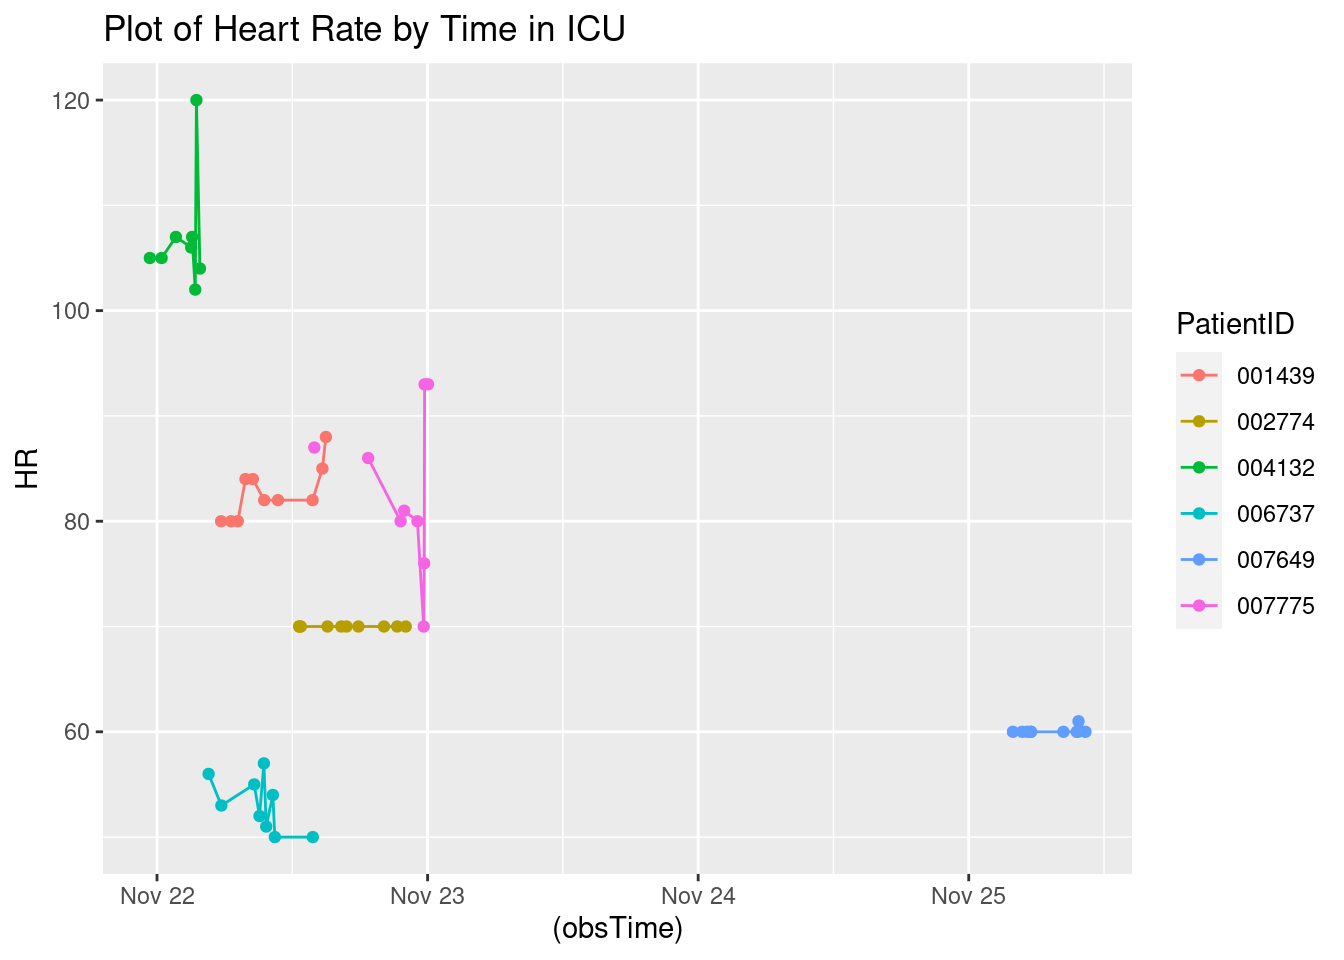 Plot of Heart Rate by Time in ICU
120
100
80
60
HR
Nov 22 Nov 23 Nov 24 Nov 25
(obsTime)
PatientID
001439
002774
004132
006737
007649
007775